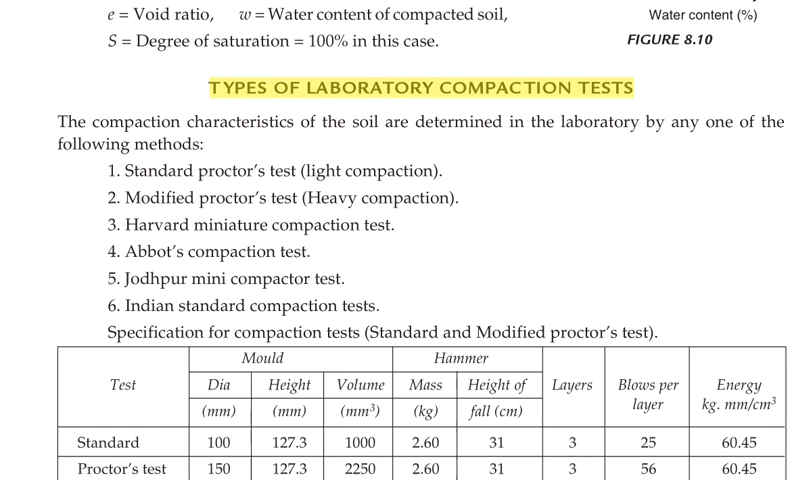 e = Void ratio, w = Water content of compacted soil,
S = Degree of saturation = 100% in this case.
Water content (%)
FIGURE 8.10
TYPES OF LABORATORY COMPACTION TESTS
The compaction characteristics of the soil are determined in the laboratory by any one of the
following methods:
1. Standard proctor's test (light compaction).
2. Modified proctor's test (Heavy compaction).
3. Harvard miniature compaction test.
4. Abbot's compaction test.
5. Jodhpur mini compactor test.
6. Indian standard compaction tests.
Specification for compaction tests (Standard and Modified proctor's test).
Mould Hammer
Test Dia Height Volume Mass Height of Layers Blows per Energy
(mm) (mm) (mm³) (kg) fall (cm) layer kg. mm/cm³
Standard 100 127.3 1000 2.60 31 3 25 60.45
Proctor's test 150 127.3 2250 2.60 31 3 56 60.45